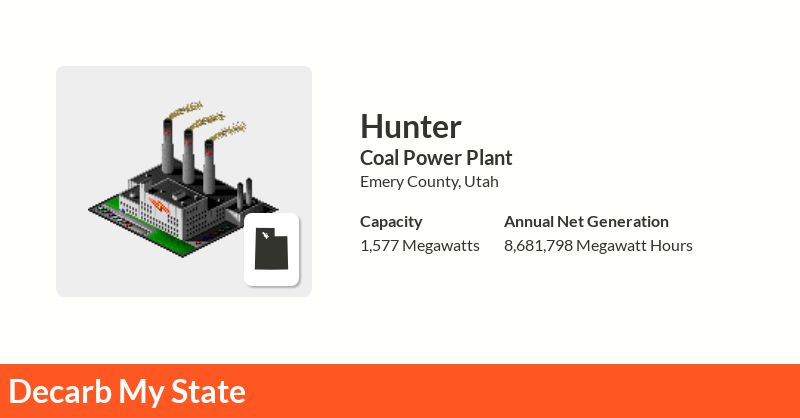 Hunter
Coal Power Plant
Emery County, Utah
Capacity
1,577 Megawatts
Annual Net Generation
8,681,798 Megawatt Hours
Decarb My State